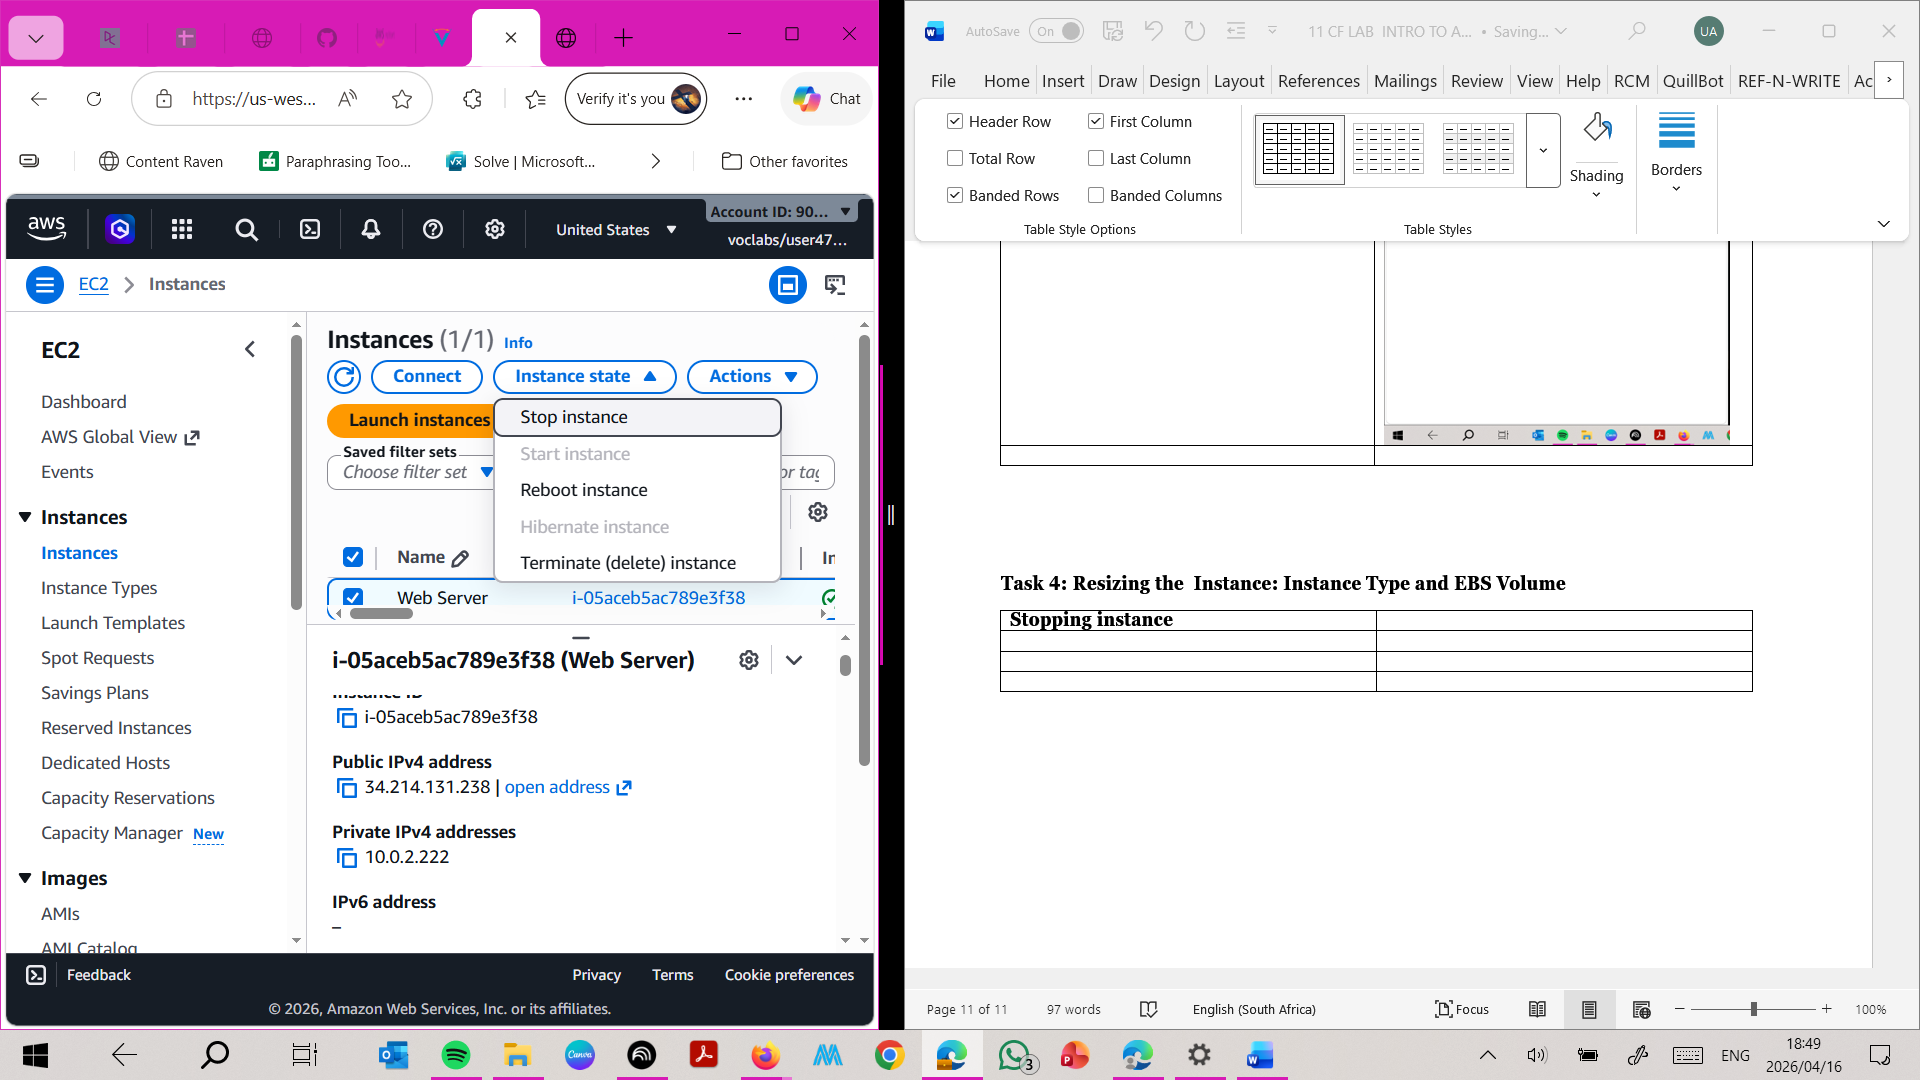 https://us-wes...
Verify it's you
Chat
Content Raven
Paraphrasing Too...
Solve | Microsoft...
Other favorites
aws
United States
Account ID: 90...
voclabs/user47...
EC2
Instances
EC2
Dashboard
AWS Global View
Events
Instances
Instances
Instance Types
Launch Templates
Spot Requests
Savings Plans
Reserved Instances
Dedicated Hosts
Capacity Reservations
Capacity Manager New
Images
AMIs
AMI Catalog
Instances (1/1) Info
Connect
Instance state
Actions
Launch instances
Stop instance
Start instance
Reboot instance
Hibernate instance
Terminate (delete) instance
Saved filter sets
Choose filter set
or tag
Name
In
Web Server
i-05aceb5ac789e3f38
i-05aceb5ac789e3f38 (Web Server)
Instance ID
i-05aceb5ac789e3f38
Public IPv4 address
34.214.131.238 | open address
Private IPv4 addresses
10.0.2.222
IPv6 address
–
Feedback
Privacy
Terms
Cookie preferences
© 2026, Amazon Web Services, Inc. or its affiliates.
AutoSave
On
11 CF LAB INTRO TO A... • Saving...
UA
File
Home
Insert
Draw
Design
Layout
References
Mailings
Review
View
Help
RCM
QuillBot
REF-N-WRITE
Ac
Header Row
First Column
Total Row
Last Column
Banded Rows
Banded Columns
Table Style Options
Table Styles
Shading
Borders
Task 4: Resizing the Instance: Instance Type and EBS Volume
Stopping instance
Page 11 of 11
97 words
English (South Africa)
Focus
100%
3
ENG
18:49
2026/04/16